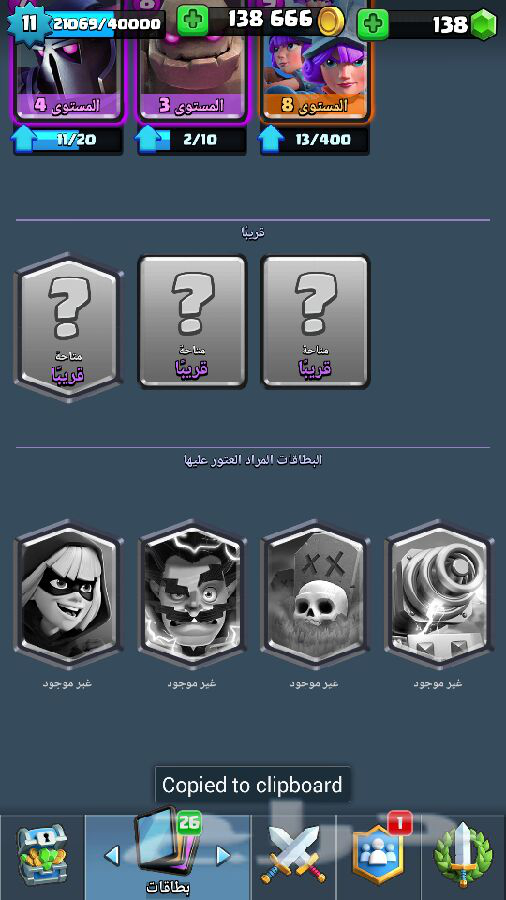 11 21069/40000 138 666 138
المستوى 4 المستوى 3 المستوى 8
11/20 2/10 13/400
قريبًا
متاحة متاحة متاحة
قريبًا قريبًا قريبًا
البطاقات المراد العثور عليها
غير موجود غير موجود غير موجود غير موجود
Copied to clipboard
26 1
بطاقات